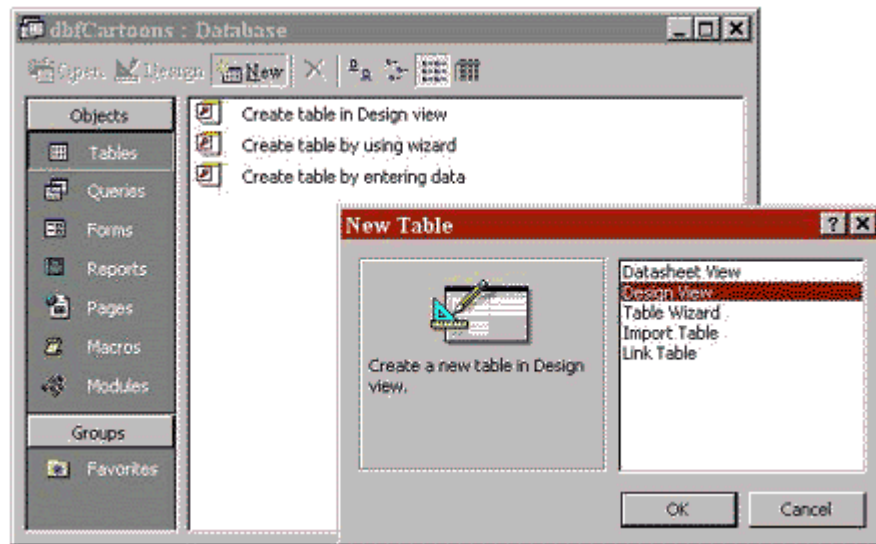 dbfCartoons : Database
Open Design New
Objects
Tables
Queries
Forms
Reports
Pages
Macros
Modules
Groups
Favorites
Create table in Design view
Create table by using wizard
Create table by entering data
New Table
Create a new table in Design
view.
Datasheet View
Design View
Table Wizard
Import Table
Link Table
OK Cancel